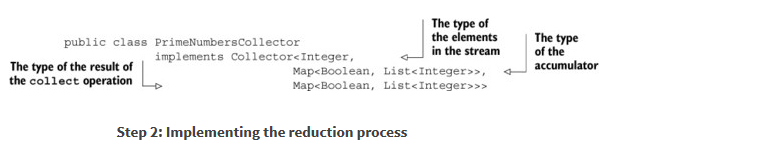 The type of
the elements
in the stream
The type
of the
accumulator
public class PrimeNumbersCollector
implements Collector<Integer,
Map<Boolean, List<Integer>>,
Map<Boolean, List<Integer>>>
The type of the result of
the collect operation
Step 2: Implementing the reduction process